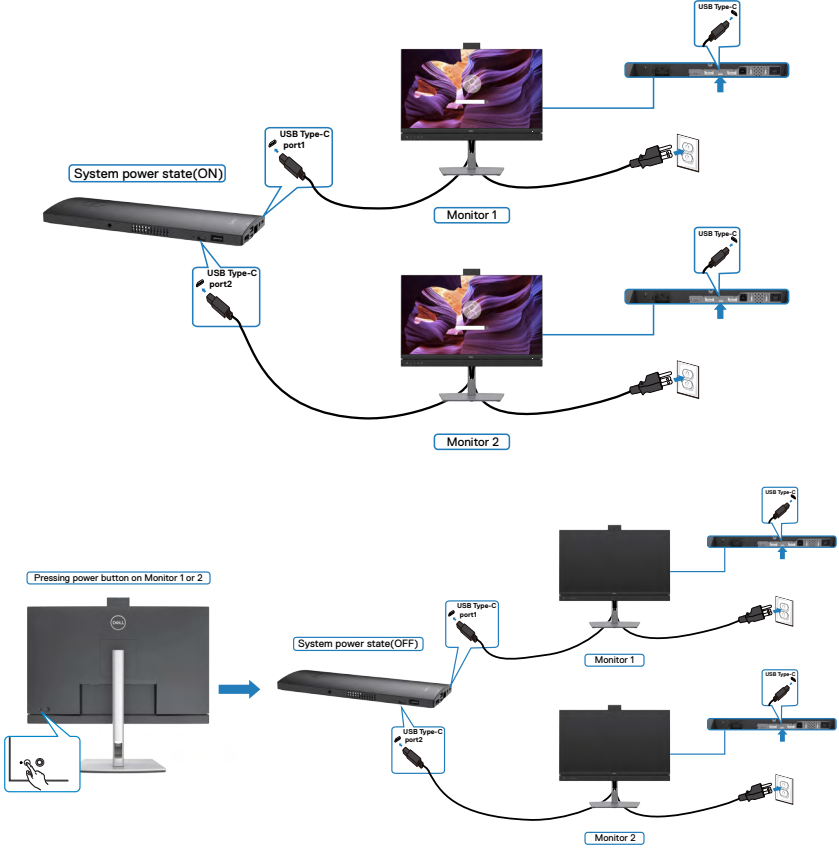 USB Type-C
USB Type-C
port1
System power state(ON)
Monitor 1
USB Type-C
USB Type-C
port2
Monitor 2
USB Type-C
Pressing power button on Monitor 1 or 2
USB Type-C
port1
DELL
System power state(OFF)
Monitor 1
USB Type-C
USB Type-C
port2
Monitor 2